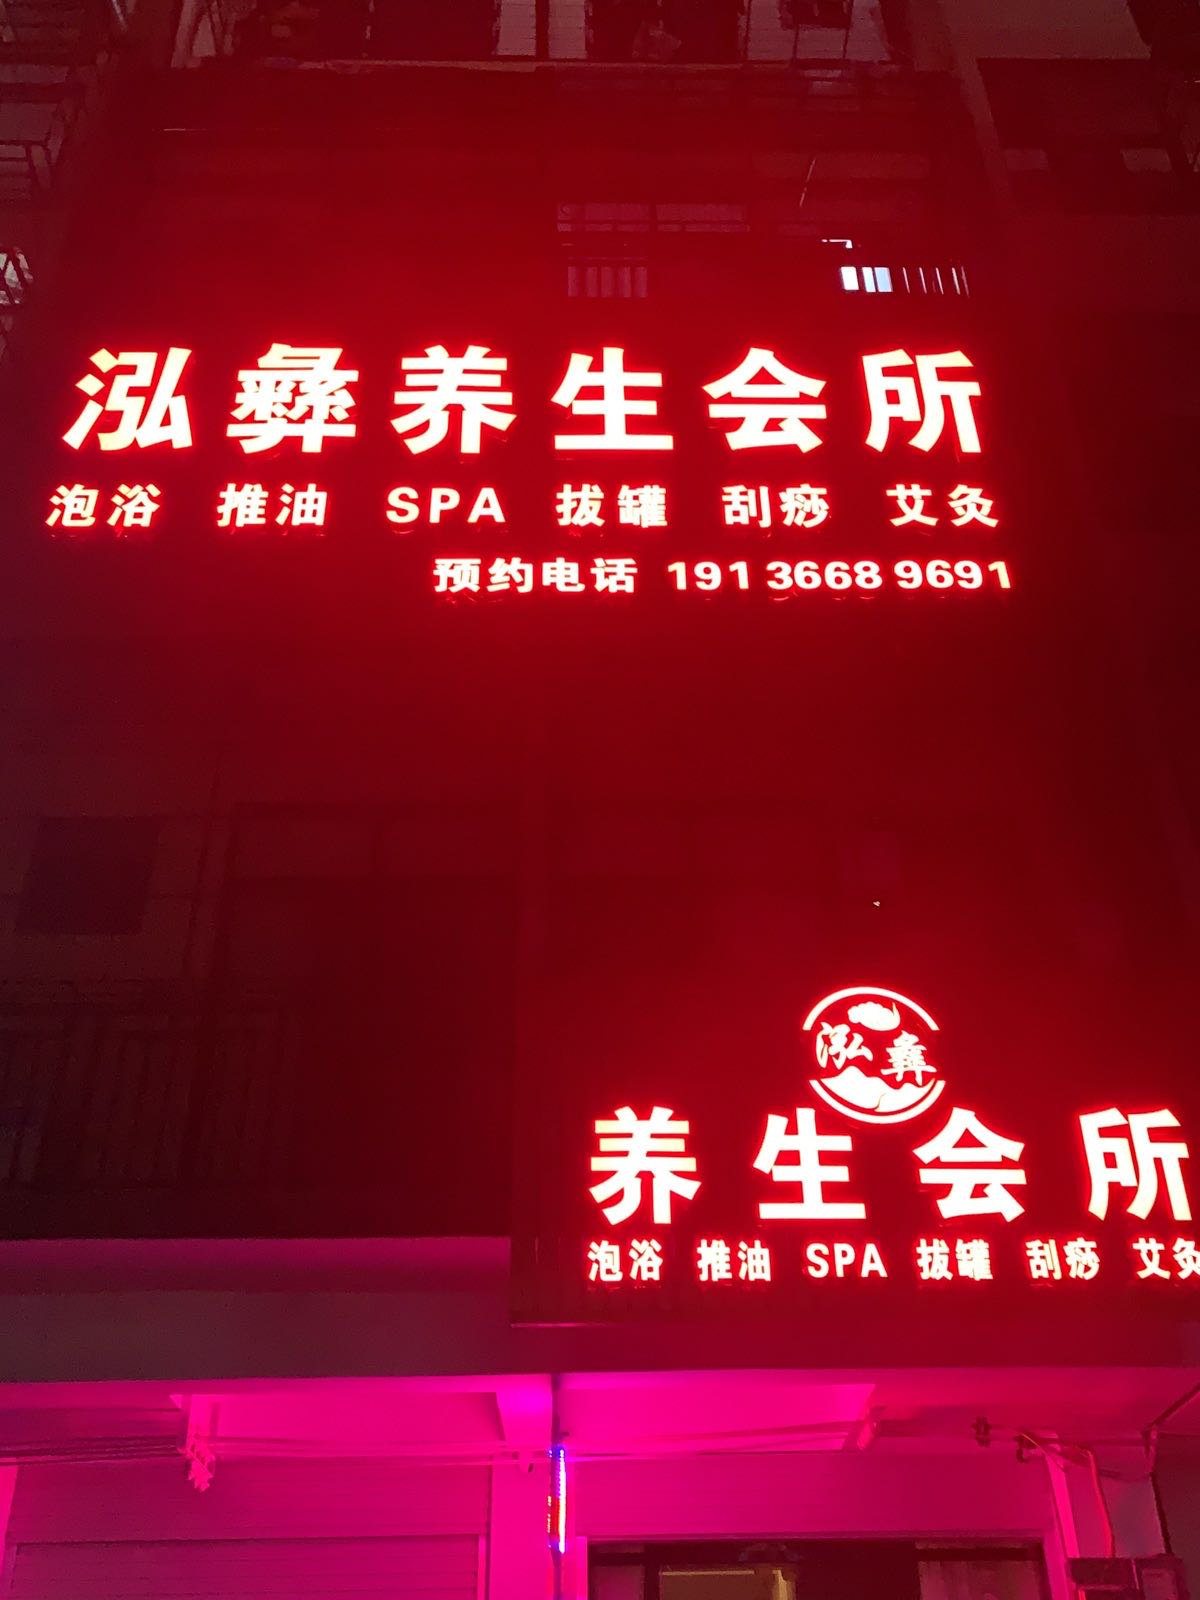 泓彝养生会所
泡浴 推油 SPA 拔罐 刮痧 艾灸
预约电话 191 3668 9691
泓彝
养生会所
泡浴 推油 SPA 拔罐 刮痧 艾灸